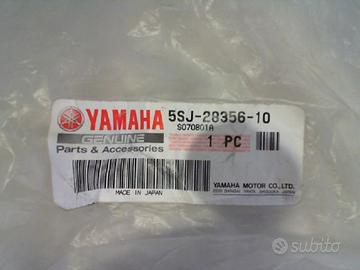 YAMAHA
GENUINE
Parts & Accessories
5SJ-28356-10
S070801A
1 PC
MADE IN JAPAN
YAMAHA MOTOR CO.,LTD.
subito